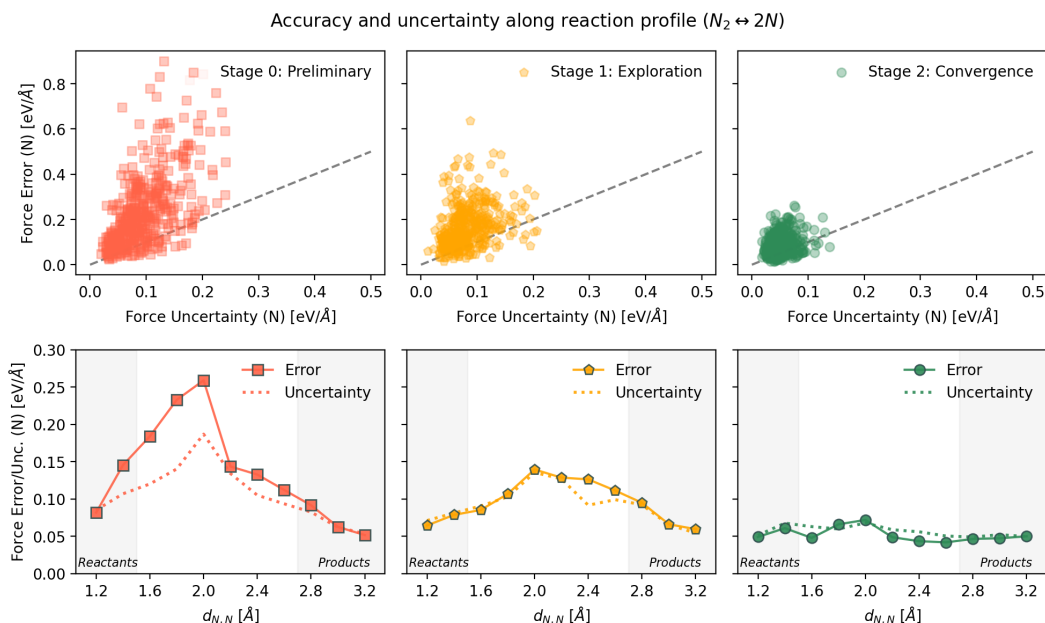 Accuracy and uncertainty along reaction profile (N₂ ↔ 2N)
Force Error (N) [eV/Å]
0.8
0.6
0.4
0.2
0.0
Stage 0: Preliminary
0.0 0.1 0.2 0.3 0.4 0.5
Force Uncertainty (N) [eV/Å]
Stage 1: Exploration
0.0 0.1 0.2 0.3 0.4 0.5
Force Uncertainty (N) [eV/Å]
Stage 2: Convergence
0.0 0.1 0.2 0.3 0.4 0.5
Force Uncertainty (N) [eV/Å]
Force Error/Unc. (N) [eV/Å]
0.30
0.25
0.20
0.15
0.10
0.05
0.00
Error
Uncertainty
Reactants Products
1.2 1.6 2.0 2.4 2.8 3.2
d_{N,N} [Å]
Error
Uncertainty
Reactants Products
1.2 1.6 2.0 2.4 2.8 3.2
d_{N,N} [Å]
Error
Uncertainty
Reactants Products
1.2 1.6 2.0 2.4 2.8 3.2
d_{N,N} [Å]